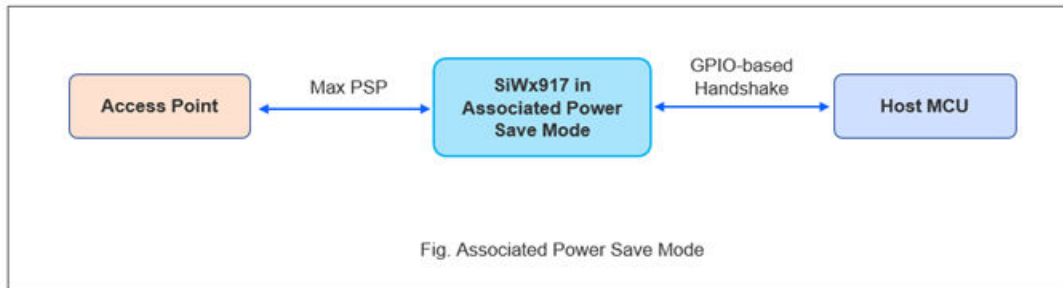 Access Point
Max PSP
SiWx917 in
Associated Power
Save Mode
GPIO-based
Handshake
Host MCU
Fig. Associated Power Save Mode